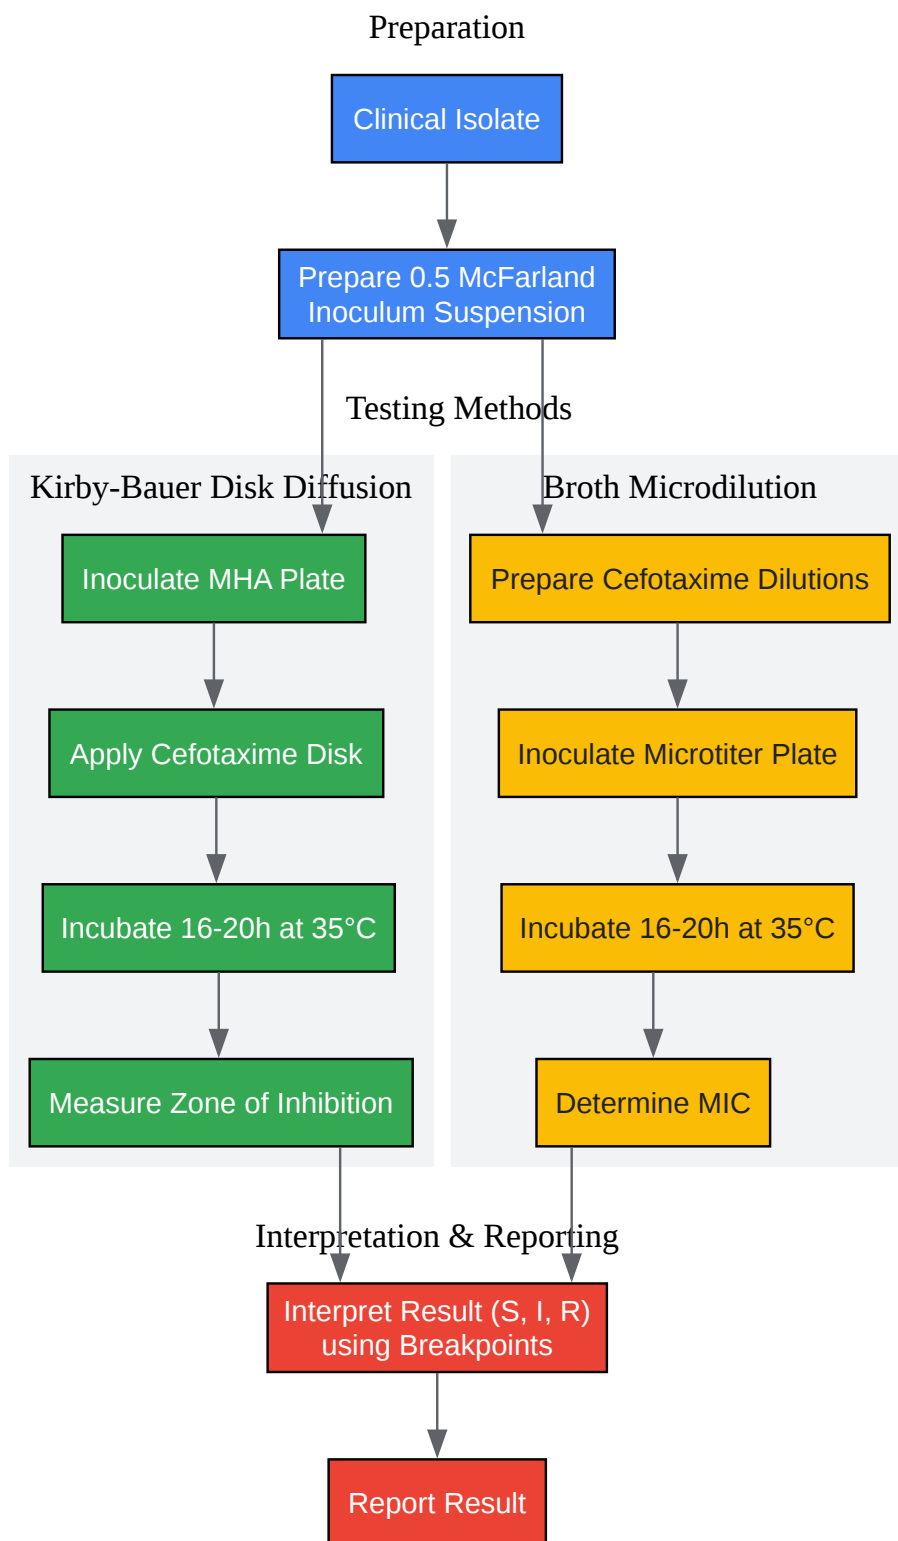 Preparation
Clinical Isolate
Prepare 0.5 McFarland
Inoculum Suspension
Testing Methods
Kirby-Bauer Disk Diffusion
Inoculate MHA Plate
Apply Cefotaxime Disk
Incubate 16-20h at 35°C
Measure Zone of Inhibition
Broth Microdilution
Prepare Cefotaxime Dilutions
Inoculate Microtiter Plate
Incubate 16-20h at 35°C
Determine MIC
Interpretation & Reporting
Interpret Result (S, I, R)
using Breakpoints
Report Result